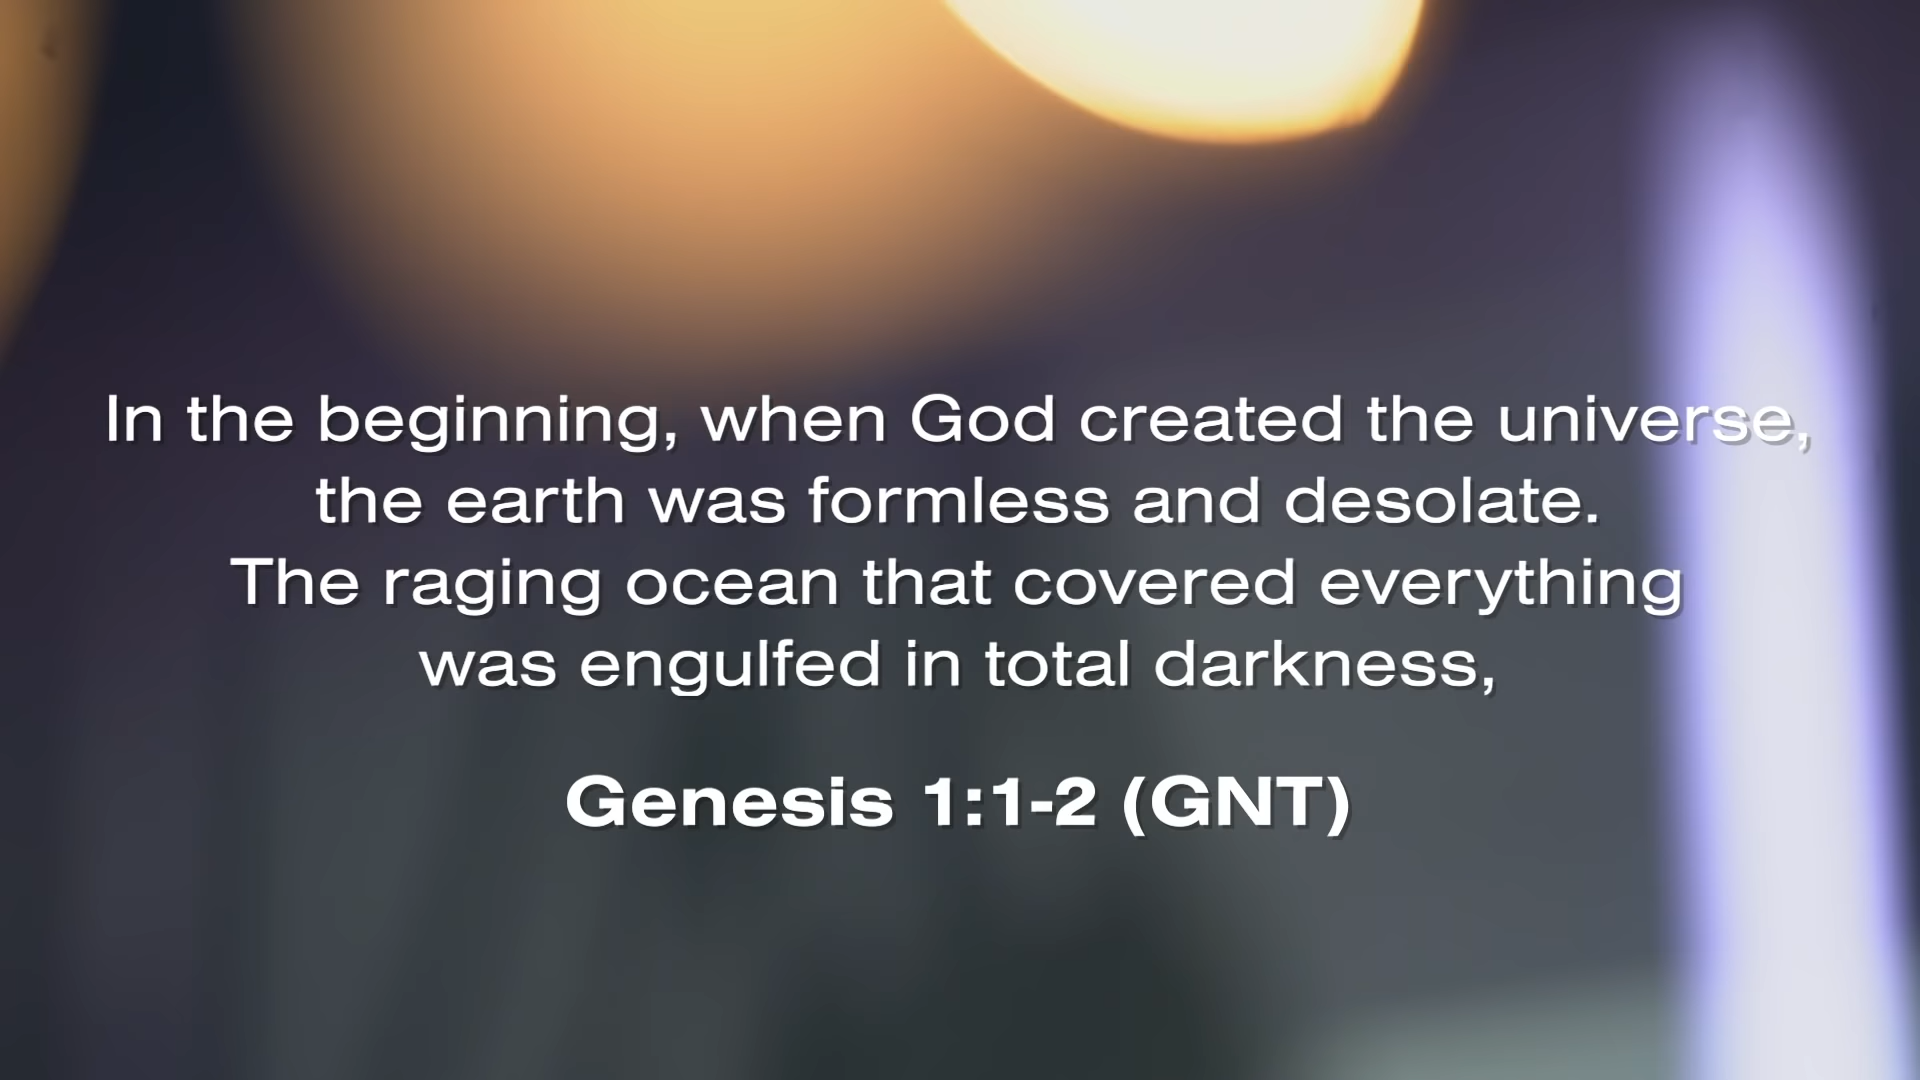 In the beginning, when God created the universe,
the earth was formless and desolate.
The raging ocean that covered everything
was engulfed in total darkness,
Genesis 1:1-2 (GNT)